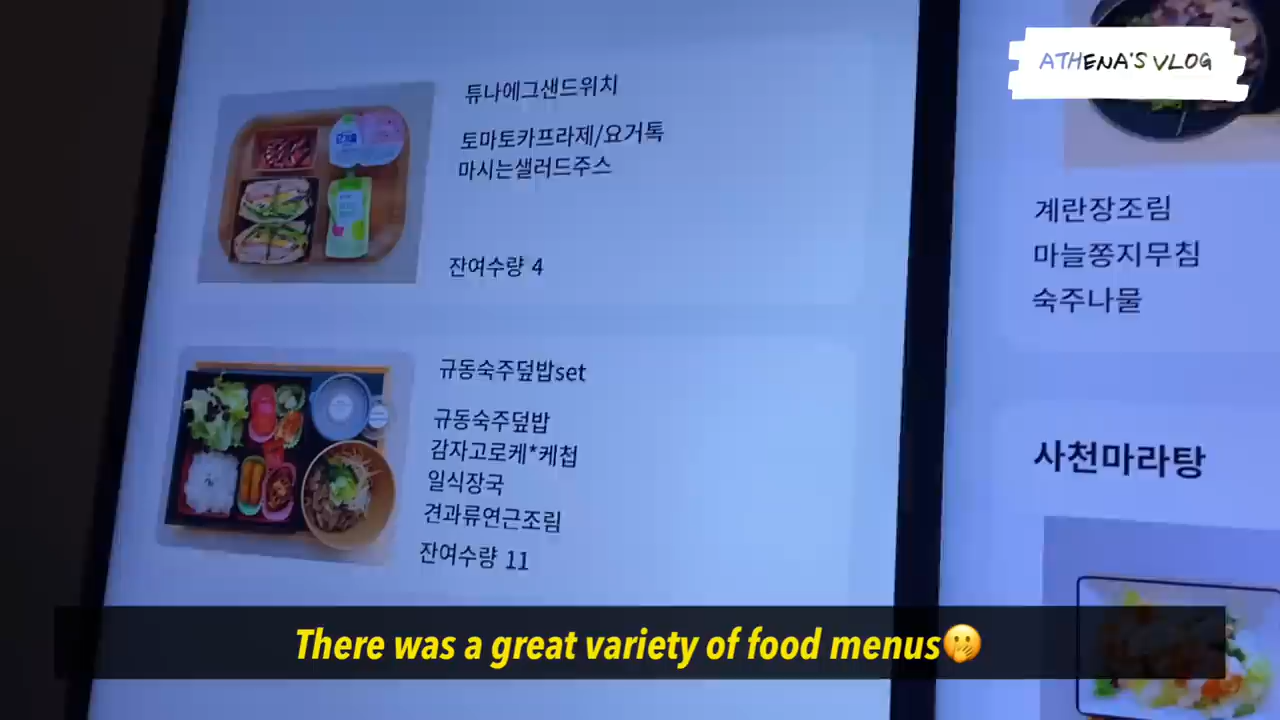 ATHENA'S VLOG
튜나에그샌드위치
토마토카프라제/요거톡
마시는샐러드주스
잔여수량 4
규동숙주덮밥set
규동숙주덮밥
감자고로케*케첩
일식장국
견과류연근조림
잔여수량 11
계란장조림
마늘쫑지무침
숙주나물
사천마라탕
There was a great variety of food menus🤭